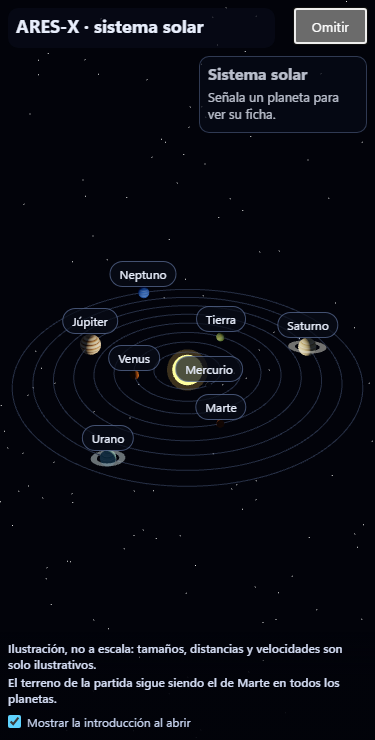 ARES-X · sistema solar
Omitir
Sistema solar
Señala un planeta para
ver su ficha.
Neptuno
Júpiter
Tierra
Saturno
Venus
Mercurio
Marte
Urano
Ilustración, no a escala: tamaños, distancias y velocidades son
solo ilustrativos.
El terreno de la partida sigue siendo el de Marte en todos los
planetas.
Mostrar la introducción al abrir